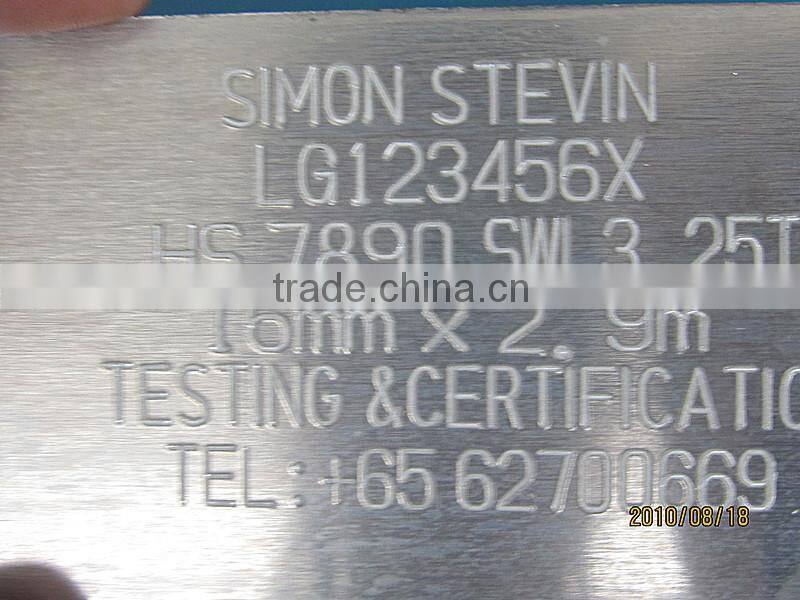 SIMON STEVIN
LG123456X
HS 7890 SWL 3. 25T
trade.china.cn
16mm x 2. 9m
TESTING &CERTIFICATIO
TEL:+65 62700669
2010/08/18